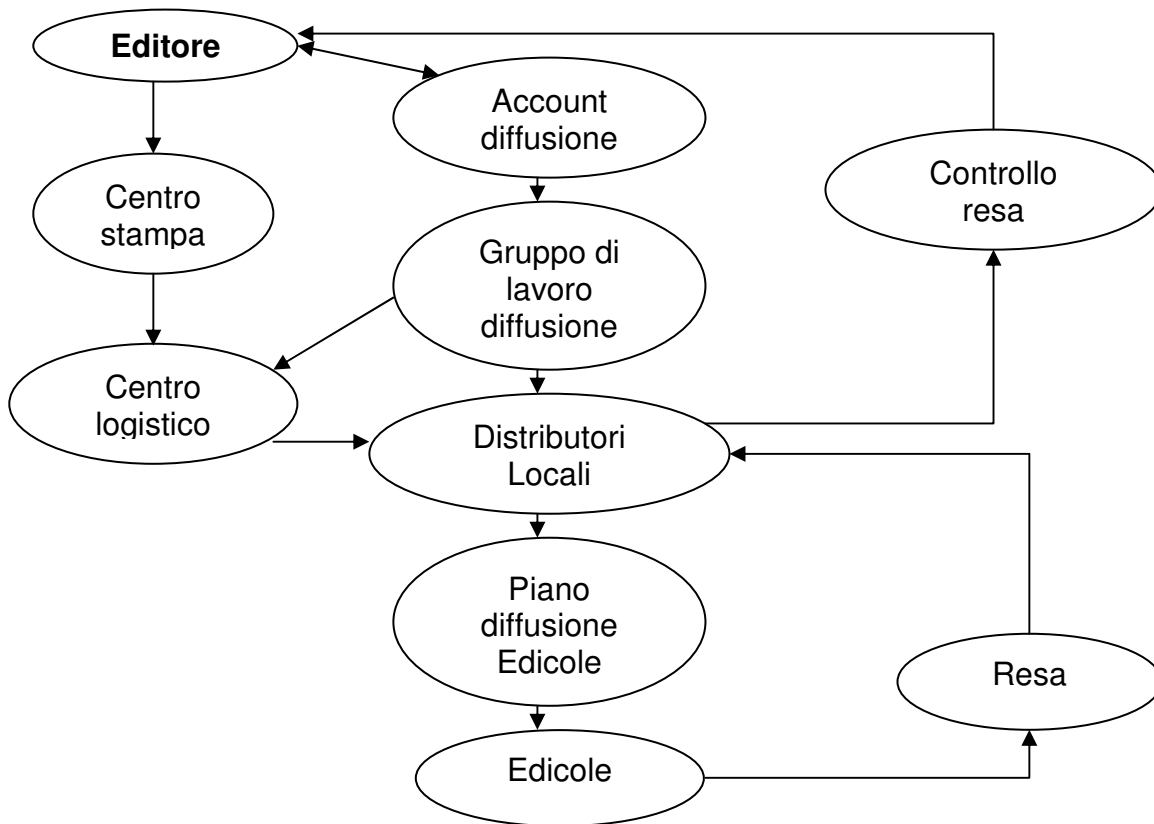 Editore
Account
diffusione
Controllo
resa
Centro
stampa
Gruppo di
lavoro
diffusione
Centro
logistico
Distributori
Locali
Piano
diffusione
Edicole
Resa
Edicole